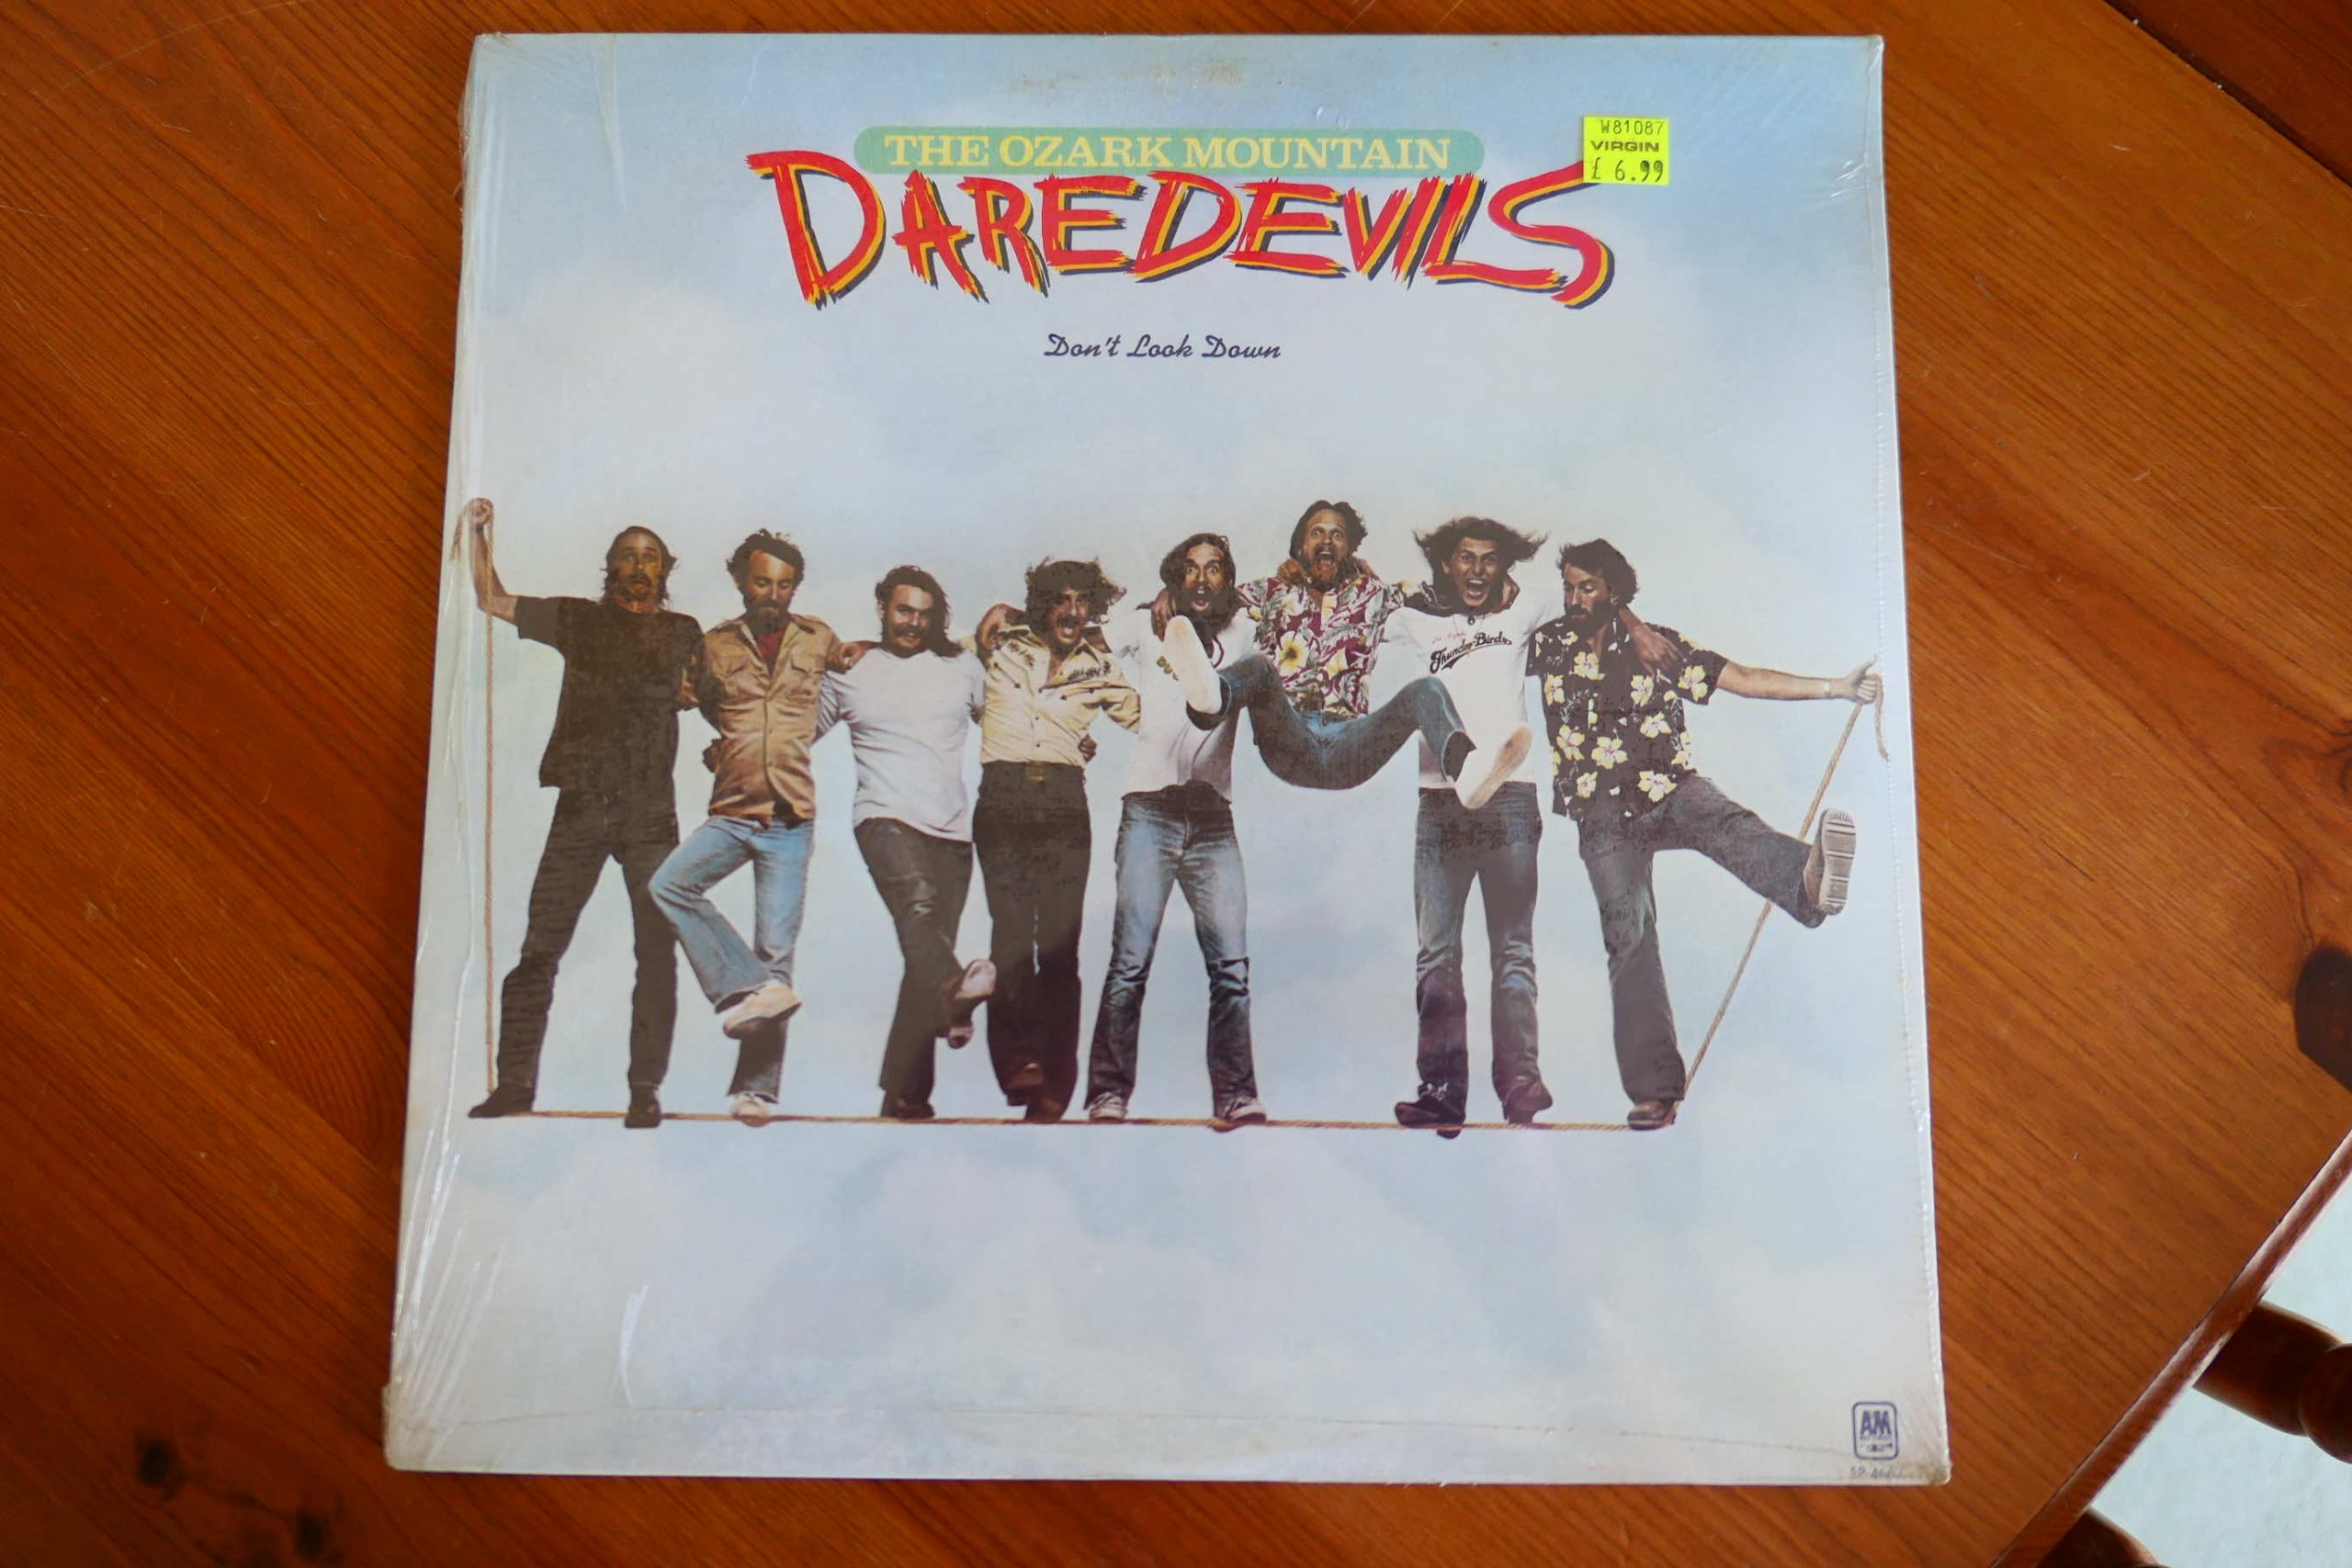 THE OZARK MOUNTAIN
DAREDEVILS
W81087
VIRGIN
£ 6.99
Don't Look Down
Thunder-Birds
A&M